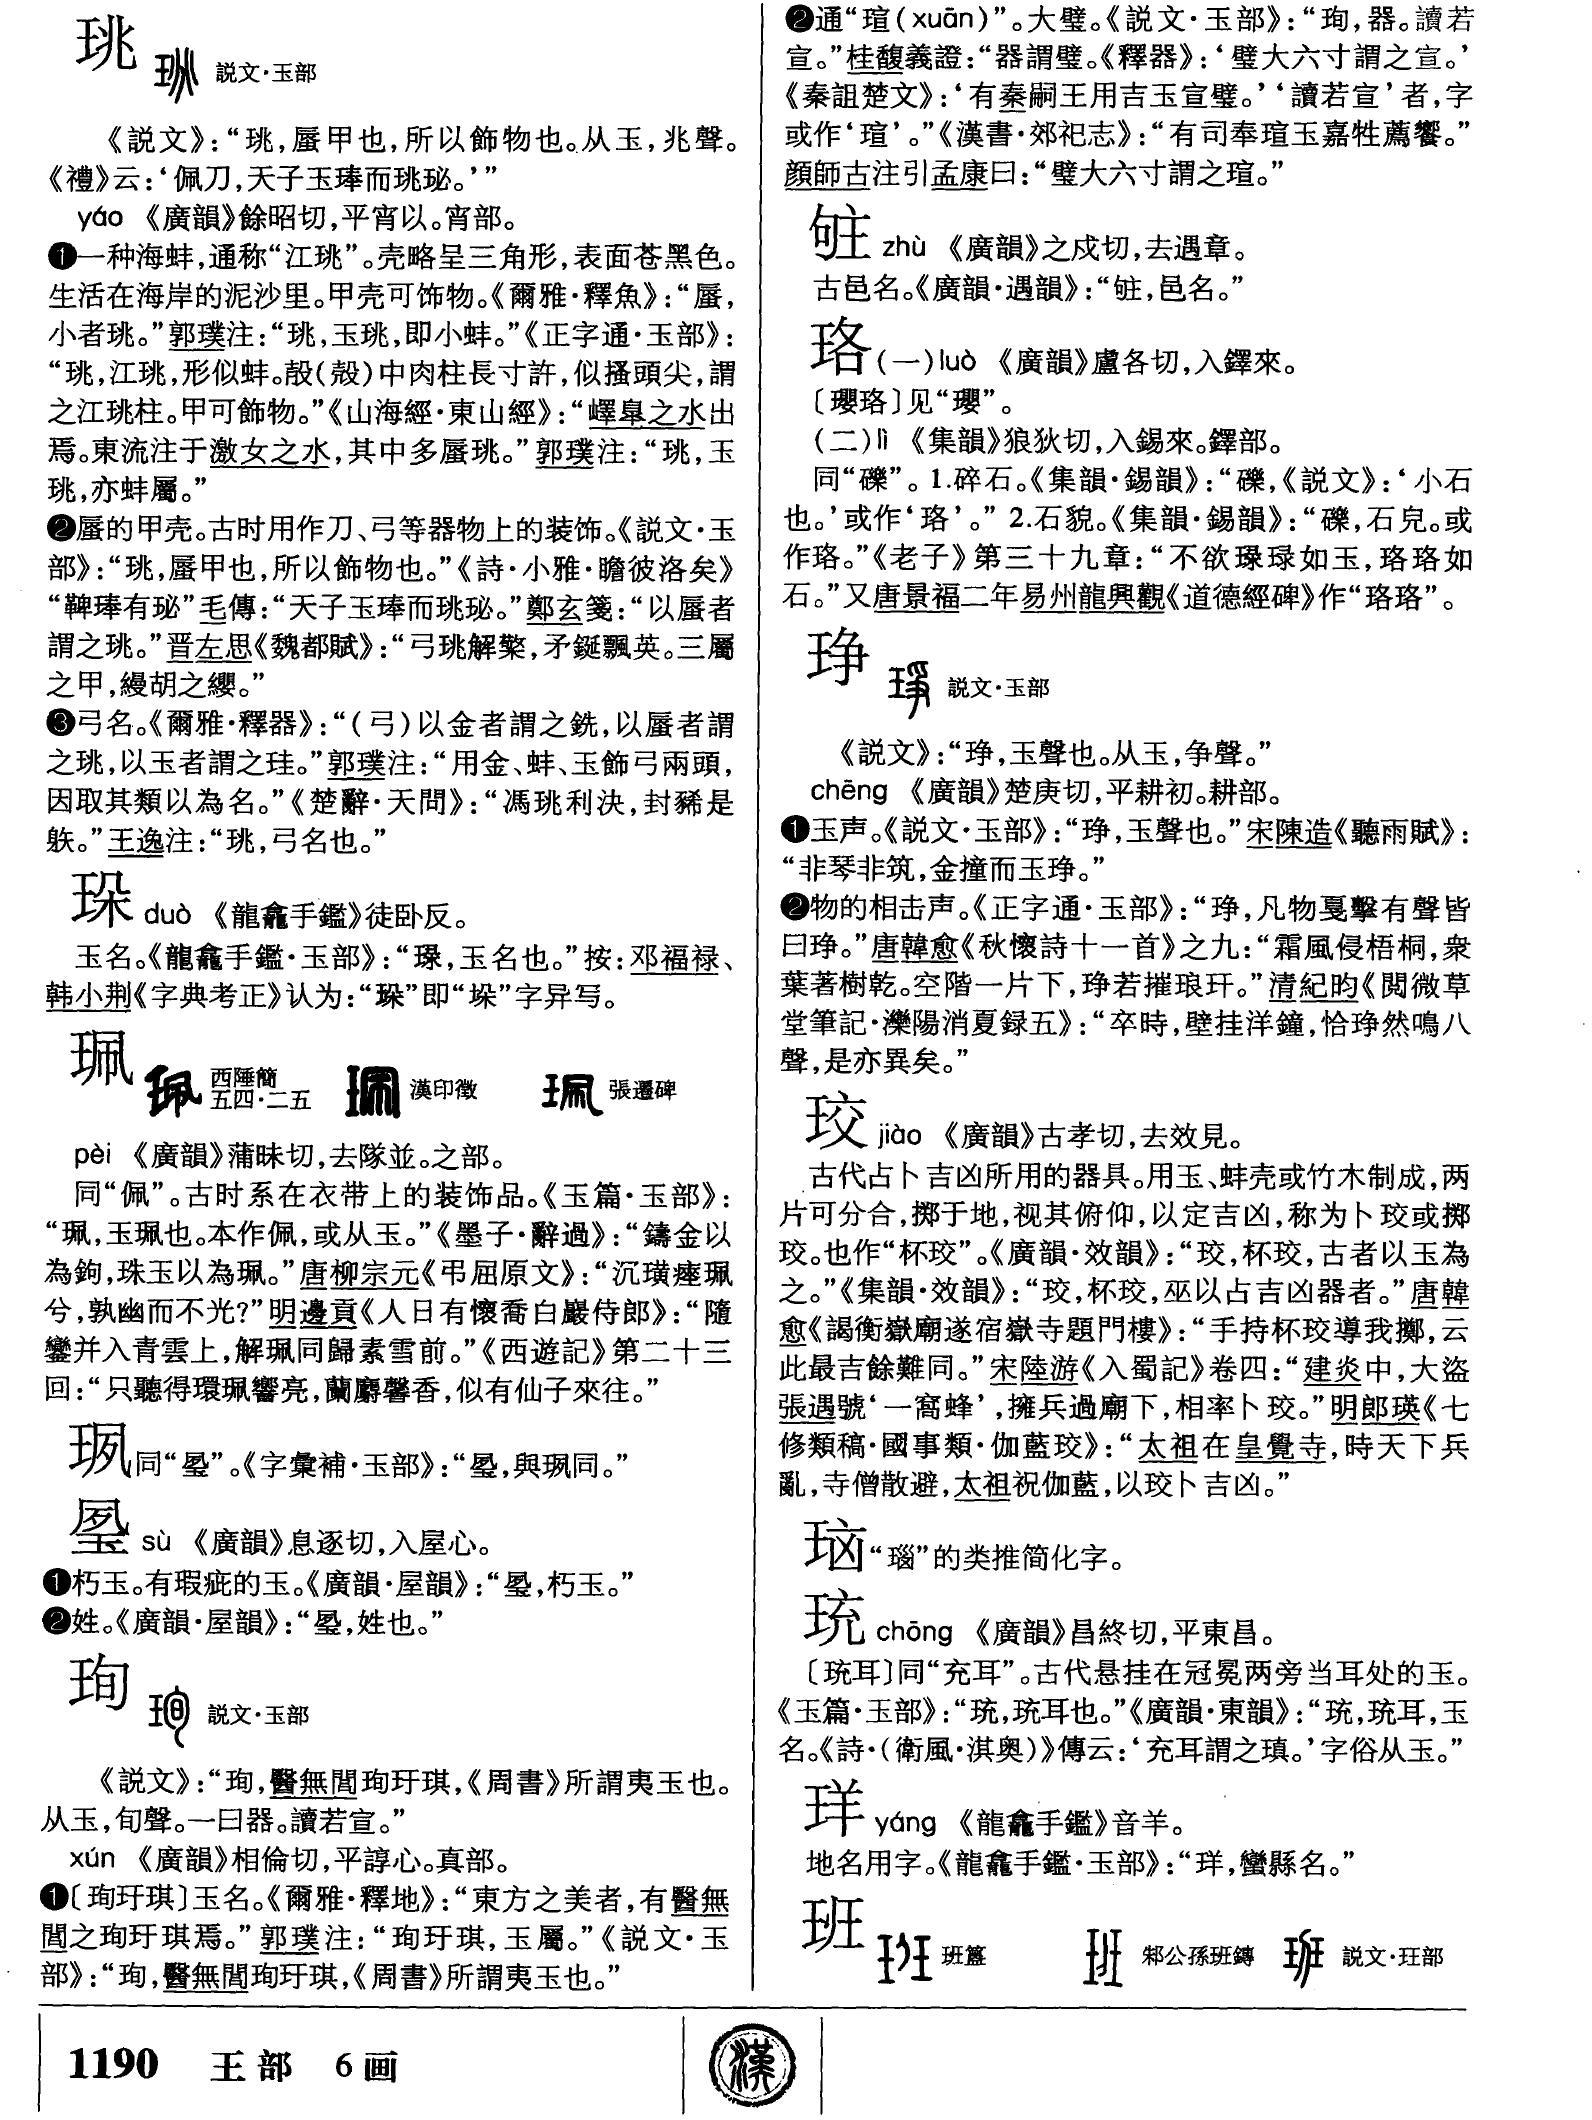 珧 説文·玉部
《説文》：“珧，蜃甲也，所以飾物也。从玉，兆聲。
《禮》云：‘佩刀，天子玉琫而珧珌。’”
yáo 《廣韻》餘昭切，平宵以。宵部。
❶一种海蚌，通称“江珧”。壳略呈三角形，表面苍黑色。
生活在海岸的泥沙里。甲壳可饰物。《爾雅·釋魚》：“蜃，
小者珧。”郭璞注：“珧，玉珧，即小蚌。”《正字通·玉部》：
“珧，江珧，形似蚌。殻（殼）中肉柱長寸許，似搔頭尖，謂
之江珧柱。甲可飾物。”《山海經·東山經》：“嶧皋之水出
焉。東流注于激女之水，其中多蜃珧。”郭璞注：“珧，玉
珧，亦蚌屬。”
❷蜃的甲壳。古时用作刀、弓等器物上的装饰。《説文·玉
部》：“珧，蜃甲也，所以飾物也。”《詩·小雅·瞻彼洛矣》
“鞞琫有珌”毛傳：“天子玉琫而珧珌。”鄭玄箋：“以蜃者
謂之珧。”晋左思《魏都賦》：“弓珧解檠，矛鋋飄英。三屬
之甲，縵胡之纓。”
❸弓名。《爾雅·釋器》：“（弓）以金者謂之銑，以蜃者謂
之珧，以玉者謂之珪。”郭璞注：“用金、蚌、玉飾弓兩頭，
因取其類以為名。”《楚辭·天問》：“馮珧利決，封豨是
䠶。”王逸注：“珧，弓名也。”
㻔 duò 《龍龕手鑑》徒卧反。
玉名。《龍龕手鑑·玉部》：“，玉名也。”按：邓福禄、
韩小荆《字典考正》认为：“”即“垛”字异写。
珮 西陲簡五四·二五 漢印徵 張遷碑
pèi 《廣韻》蒲昧切，去隊並。之部。
同“佩”。古时系在衣带上的装饰品。《玉篇·玉部》：
“珮，玉珮也。本作佩，或从玉。”《墨子·辭過》：“鑄金以
為鉤，珠玉以為珮。”唐柳宗元《弔屈原文》：“沉璜瘞珮
兮，孰幽而不光？”明邊貢《人日有懷喬白巖侍郎》：“隨
鑾并入青雲上，解珮同歸素雪前。”《西遊記》第二十三
回：“只聽得環珮響亮，蘭麝馨香，似有仙子來往。”
同“璺”。《字彙補·玉部》：“，與同。”
sù 《廣韻》息逐切，入屋心。
❶朽玉。有瑕疵的玉。《廣韻·屋韻》：“，朽玉。”
❷姓。《廣韻·屋韻》：“，姓也。”
珣 説文·玉部
《説文》：“珣，醫無閭珣玗琪，《周書》所謂夷玉也。
从玉，旬聲。一曰器。讀若宣。”
xún 《廣韻》相倫切，平諄心。真部。
❶〔珣玗琪〕玉名。《爾雅·釋地》：“東方之美者，有醫無
閭之珣玗琪焉。”郭璞注：“珣玗琪，玉屬。”《説文·玉
部》：“珣，醫無閭珣玗琪，《周書》所謂夷玉也。”
❷通“瑄（xuān）”。大璧。《説文·玉部》：“珣，器。讀若
宣。”桂馥義證：“器謂璧。《釋器》：‘璧大六寸謂之宣。’
《秦詛楚文》：‘有秦嗣王用吉玉宣璧。’‘讀若宣’者，字
或作‘瑄’。”《漢書·郊祀志》：“有司奉瑄玉嘉牲薦饗。”
顔師古注引孟康曰：“璧大六寸謂之瑄。”
zhù 《廣韻》之戍切，去遇章。
古邑名。《廣韻·遇韻》：“，邑名。”
珞（一）luò 《廣韻》盧各切，入鐸來。
〔瓔珞〕见“瓔”。
（二）lì 《集韻》狼狄切，入錫來。鐸部。
同“礫”。1.碎石。《集韻·錫韻》：“礫，《説文》：‘小石
也。’或作‘珞’。” 2.石貌。《集韻·錫韻》：“礫，石皃。或
作珞。”《老子》第三十九章：“不欲琭琭如玉，珞珞如
石。”又唐景福二年易州龍興觀《道德經碑》作“珞珞”。
琤 説文·玉部
《説文》：“琤，玉聲也。从玉，争聲。”
chēng 《廣韻》楚庚切，平耕初。耕部。
❶玉声。《説文·玉部》：“琤，玉聲也。”宋陳造《聽雨賦》：
“非琴非筑，金撞而玉琤。”
❷物的相击声。《正字通·玉部》：“琤，凡物戛擊有聲皆
曰琤。”唐韓愈《秋懷詩十一首》之九：“霜風侵梧桐，衆
葉著樹乾。空階一片下，琤若摧琅玕。”清紀昀《閲微草
堂筆記·灤陽消夏録五》：“卒時，壁挂洋鐘，恰琤然鳴八
聲，是亦異矣。”
珓 jiào 《廣韻》古孝切，去效見。
古代占卜吉凶所用的器具。用玉、蚌壳或竹木制成，两
片可分合，掷于地，视其俯仰，以定吉凶，称为卜珓或掷
珓。也作“杯珓”。《廣韻·效韻》：“珓，杯珓，古者以玉為
之。”《集韻·效韻》：“珓，杯珓，巫以占吉凶器者。”唐韓
愈《謁衡嶽廟遂宿嶽寺題門樓》：“手持杯珓導我擲，云
此最吉餘難同。”宋陸游《入蜀記》卷四：“建炎中，大盜
張遇號‘一窩蜂’，擁兵過廟下，相率卜珓。”明郎瑛《七
修類稿·國事類·伽藍珓》：“太祖在皇覺寺，時天下兵
亂，寺僧散避，太祖祝伽藍，以珓卜吉凶。”
“瑙”的类推简化字。
珫 chōng 《廣韻》昌終切，平東昌。
〔珫耳〕同“充耳”。古代悬挂在冠冕两旁当耳处的玉。
《玉篇·玉部》：“珫，珫耳也。”《廣韻·東韻》：“珫，珫耳，玉
名。《詩·（衛風·淇奥）》傳云：‘充耳謂之瑱。’字俗从玉。”
珜 yáng 《龍龕手鑑》音羊。
地名用字。《龍龕手鑑·玉部》：“珜，蠻縣名。”
班 班簋 邾公孫班鎛 説文·玨部
1190 王部 6画
漢